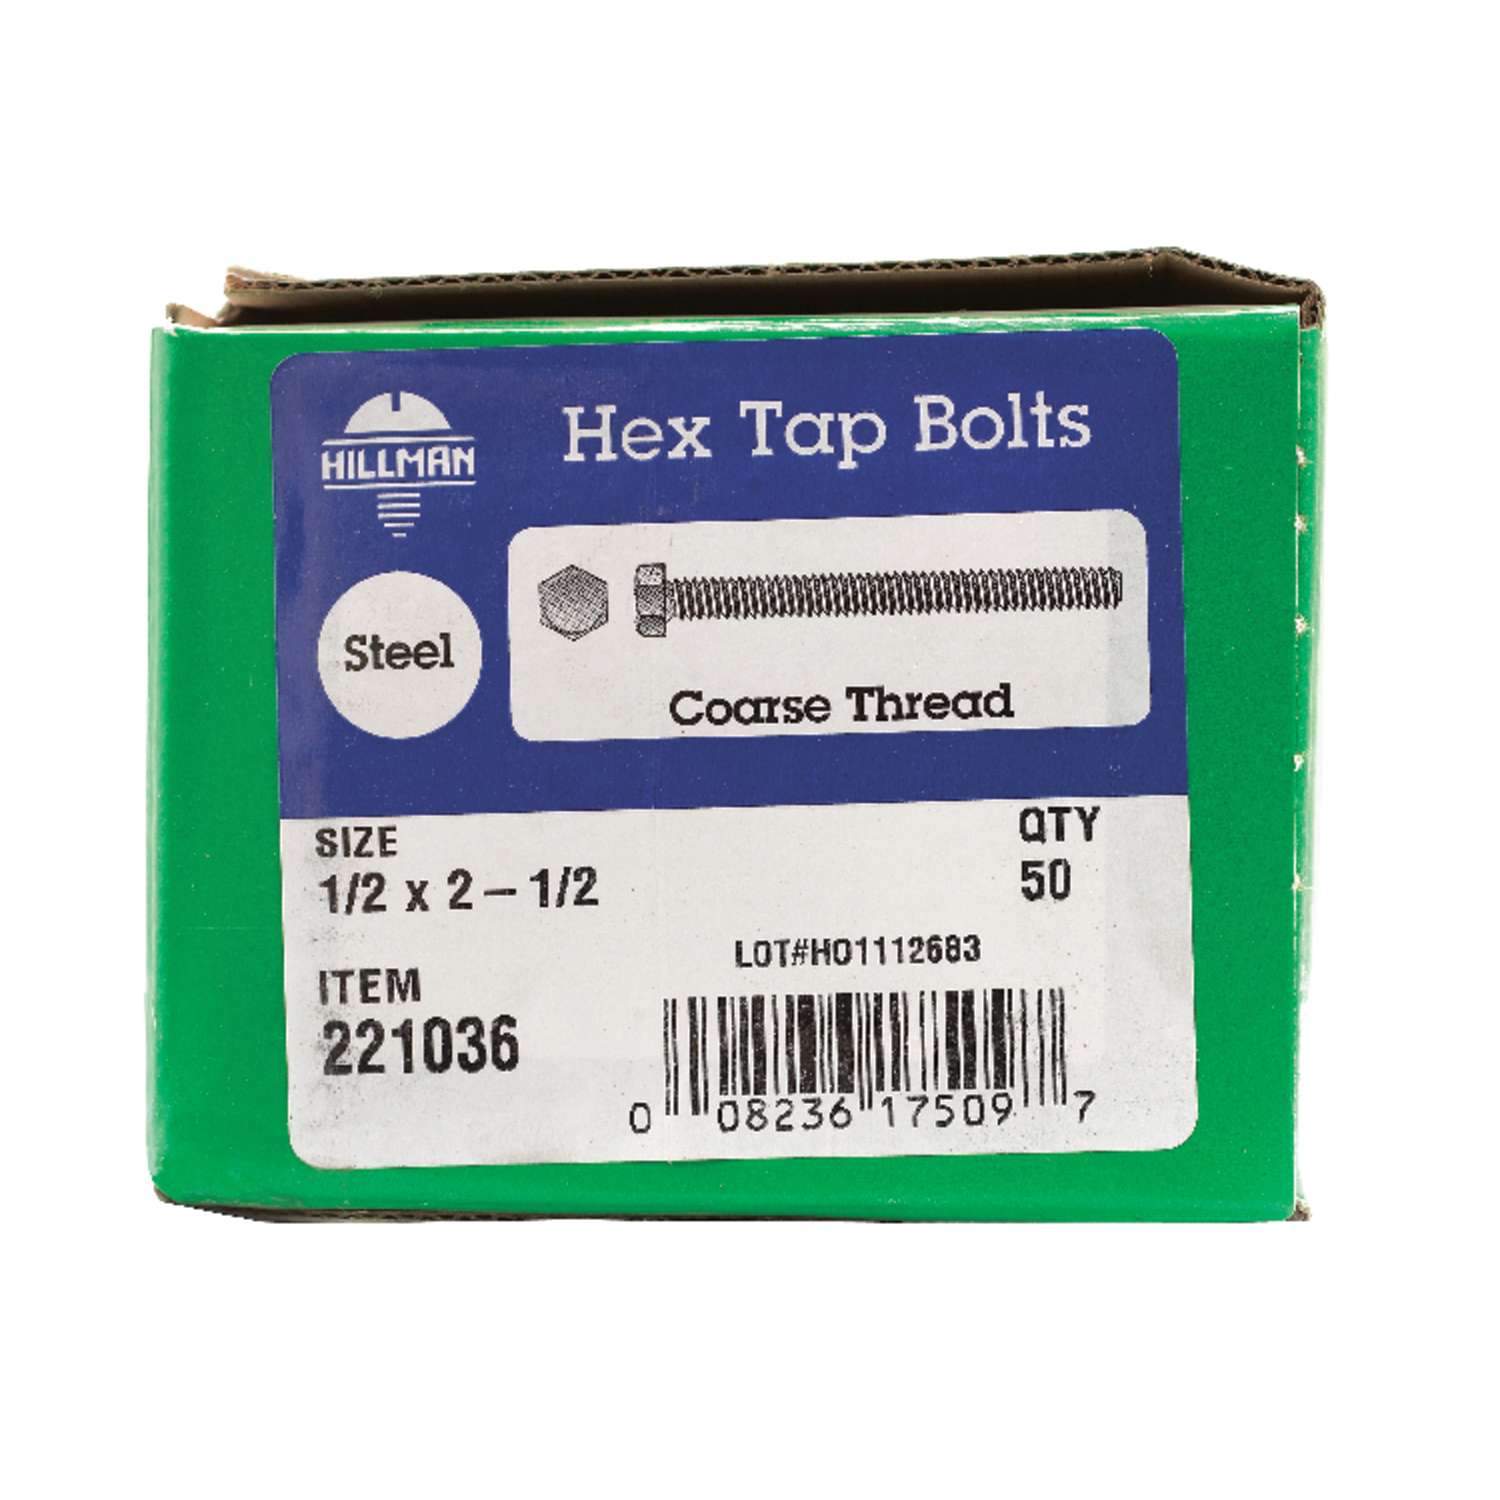 HILLMAN
Hex Tap Bolts
Steel
Coarse Thread
SIZE
1/2 x 2 – 1/2
QTY
50
LOT#H01112683
ITEM
221036
0 08236 17509 7